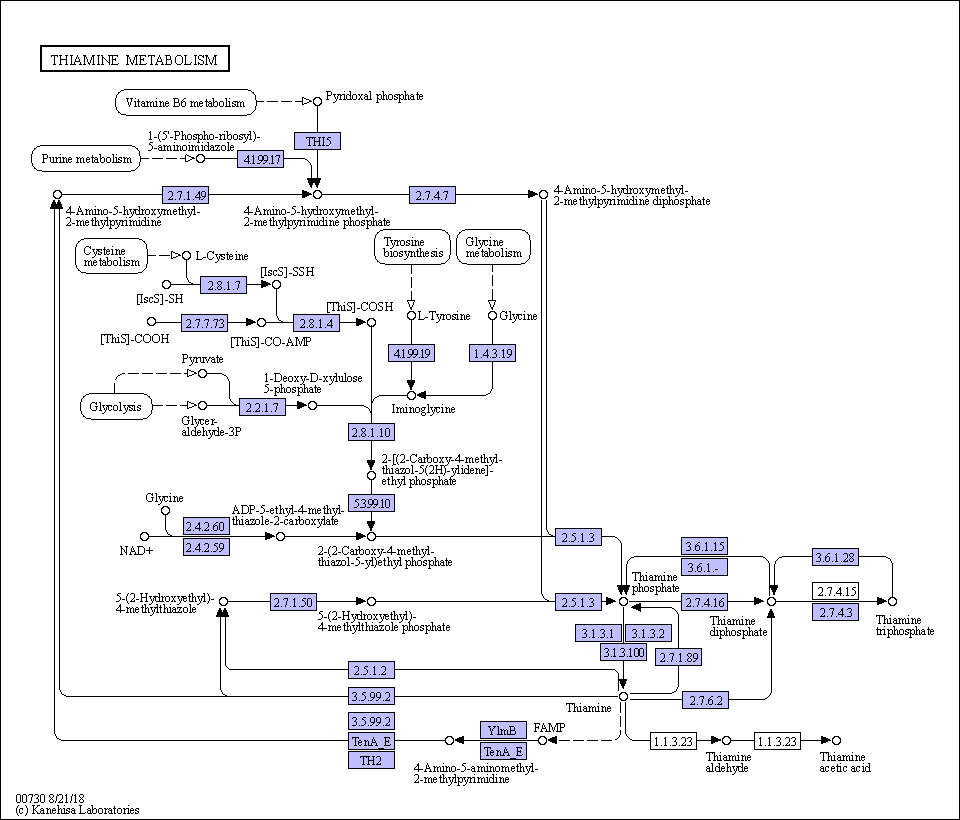 THIAMINE METABOLISM
Vitamine B6 metabolism
Pyridoxal phosphate
1-(5'-Phospho-ribosyl)-
5-aminoimidazole
THI5
Purine metabolism
4.1.99.17
2.7.1.49
2.7.4.7
4-Amino-5-hydroxymethyl-
2-methylpyrimidine diphosphate
4-Amino-5-hydroxymethyl-
2-methylpyrimidine
4-Amino-5-hydroxymethyl-
2-methylpyrimidine phosphate
Cysteine
metabolism
L-Cysteine
Tyrosine
biosynthesis
Glycine
metabolism
[IscS]-SSH
2.8.1.7
[IscS]-SH
[ThiS]-COSH
L-Tyrosine
Glycine
2.7.7.73
2.8.1.4
[ThiS]-COOH
[ThiS]-CO-AMP
4.1.99.19
1.4.3.19
Pyruvate
1-Deoxy-D-xylulose
5-phosphate
Glycolysis
2.2.1.7
Iminoglycine
Glycer-
aldehyde-3P
2.8.1.10
2-[(2-Carboxy-4-methyl-
thiazol-5(2H)-ylidene]-
ethyl phosphate
Glycine
5.3.99.10
ADP-5-ethyl-4-methyl-
thiazole-2-carboxylate
2.4.2.60
2.4.2.59
NAD+
2-(2-Carboxy-4-methyl-
thiazol-5-yl)ethyl phosphate
2.5.1.3
3.6.1.15
3.6.1.-
3.6.1.28
Thiamine
phosphate
5-(2-Hydroxyethyl)-
4-methylthiazole
2.7.1.50
5-(2-Hydroxyethyl)-
4-methylthiazole phosphate
2.5.1.3
2.7.4.16
2.7.4.15
2.7.4.3
Thiamine
diphosphate
Thiamine
triphosphate
3.1.3.1
3.1.3.2
3.1.3.100
2.7.1.89
2.5.1.2
3.5.99.2
2.7.6.2
Thiamine
3.5.99.2
TenA_E
TH2
YlmB
TenA_E
FAMP
4-Amino-5-aminomethyl-
2-methylpyrimidine
1.1.3.23
1.1.3.23
Thiamine
aldehyde
Thiamine
acetic acid
00730 8/21/18
(c) Kanehisa Laboratories